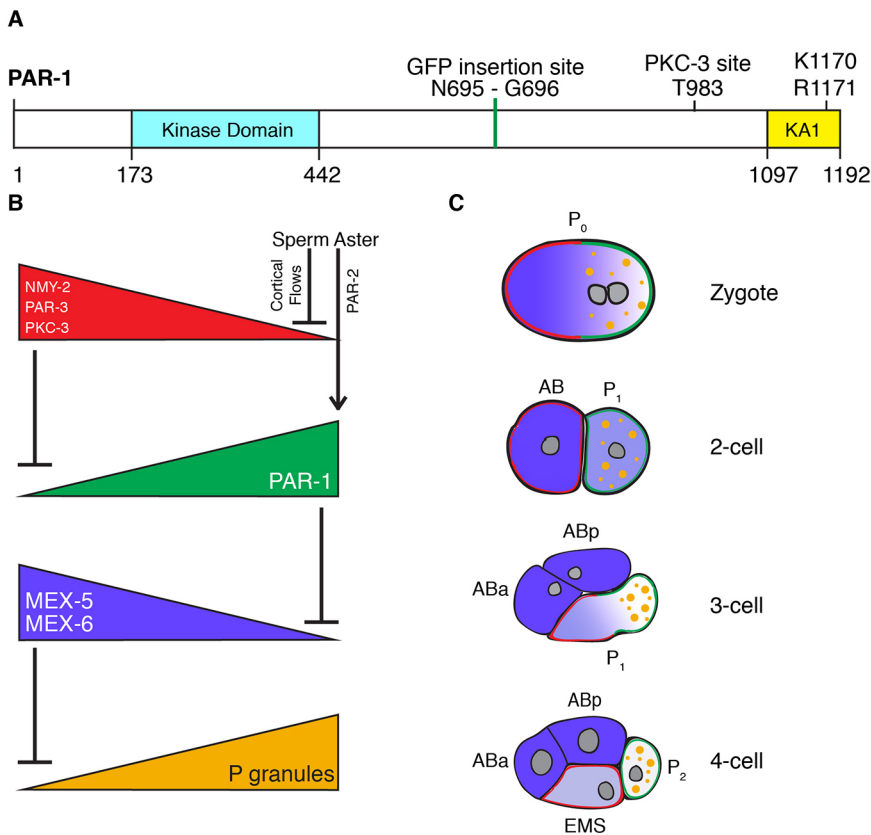 A
PAR-1
GFP insertion site
N695 - G696
PKC-3 site
T983
K1170
R1171
Kinase Domain
KA1
1
173
442
1097
1192
B
Sperm Aster
Cortical
Flows
PAR-2
NMY-2
PAR-3
PKC-3
PAR-1
MEX-5
MEX-6
P granules
C
P0
Zygote
AB
P1
2-cell
ABp
ABa
P1
3-cell
ABp
ABa
P2
EMS
4-cell